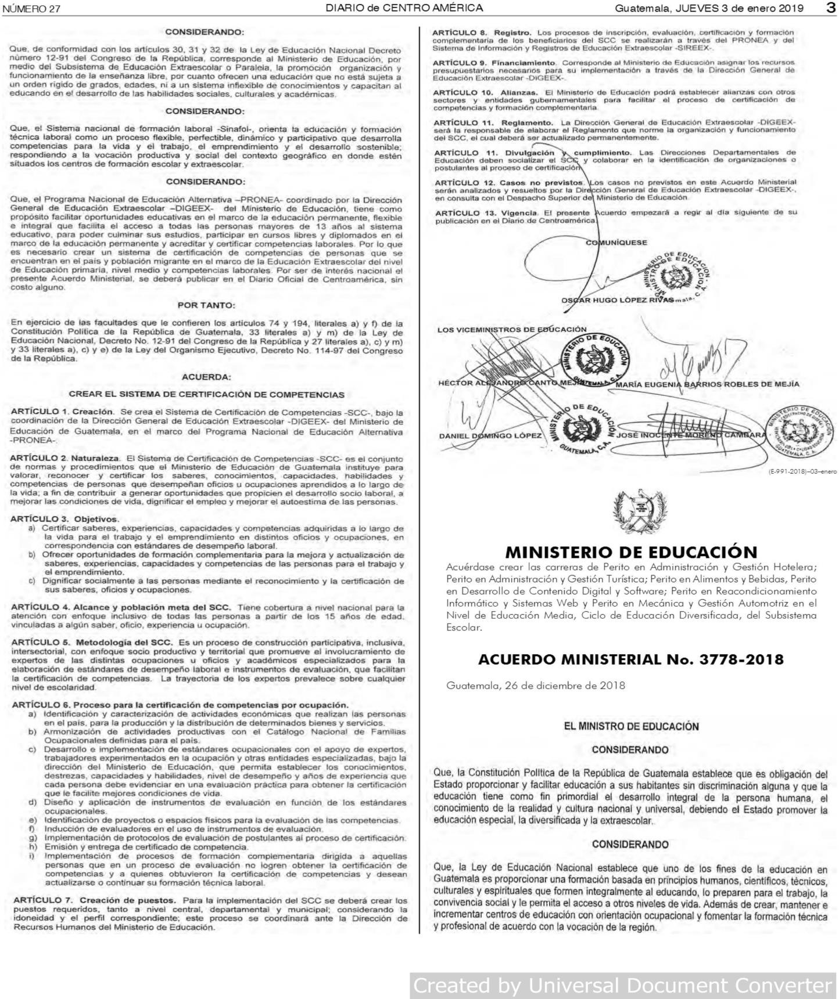 NÚMERO 27
DIARIO de CENTRO AMÉRICA
Guatemala, JUEVES 3 de enero 2019
3
CONSIDERANDO:
Que, de conformidad con los artículos 30, 31 y 32 de la Ley de Educación Nacional Decreto
número 12-91 del Congreso de la República, corresponde al Ministerio de Educación, por
medio del Subsistema de Educación Extraescolar o Paralela, la promoción organización y
funcionamiento de la enseñanza libre, por cuanto ofrecen una educación que no está sujeta a
un orden rígido de grados, edades, ni a un sistema inflexible de conocimientos y capacitan al
educando en el desarrollo de las habilidades sociales, culturales y académicas.
CONSIDERANDO:
Que, el Sistema nacional de formación laboral -Sinafol-, orienta la educación y formación
técnica laboral como un proceso flexible, perfectible, dinámico y participativo que desarrolla
competencias para la vida y el trabajo, el emprendimiento y el desarrollo sostenible;
respondiendo a la vocación productiva y social del contexto geográfico en donde estén
situados los centros de formación escolar y extraescolar.
CONSIDERANDO:
Que, el Programa Nacional de Educación Alternativa –PRONEA- coordinado por la Dirección
General de Educación Extraescolar –DIGEEX- del Ministerio de Educación, tiene como
propósito facilitar oportunidades educativas en el marco de la educación permanente, flexible
e integral que facilita el acceso a todas las personas mayores de 13 años al sistema
educativo, para poder culminar sus estudios, participar en cursos libres y diplomados en el
marco de la educación permanente y acreditar y certificar competencias laborales. Por lo que
es necesario crear un sistema de certificación de competencias de personas que se
encuentran en el país y población migrante en el marco de la Educación Extraescolar del nivel
de Educación primaria, nivel medio y competencias laborales. Por ser de interés nacional el
presente Acuerdo Ministerial, se deberá publicar en el Diario Oficial de Centroamérica, sin
costo alguno.
POR TANTO:
En ejercicio de las facultades que le confieren los artículos 74 y 194, literales a) y f) de la
Constitución Política de la República de Guatemala, 33 literales a) y m) de la Ley de
Educación Nacional, Decreto No. 12-91 del Congreso de la República y 27 literales a), c) y m)
y 33 literales a), c) y e) de la Ley del Organismo Ejecutivo, Decreto No. 114-97 del Congreso
de la República.
ACUERDA:
CREAR EL SISTEMA DE CERTIFICACIÓN DE COMPETENCIAS
ARTÍCULO 1. Creación. Se crea el Sistema de Certificación de Competencias -SCC-, bajo la
coordinación de la Dirección General de Educación Extraescolar -DIGEEX- del Ministerio de
Educación de Guatemala, en el marco del Programa Nacional de Educación Alternativa
-PRONEA-.
ARTÍCULO 2. Naturaleza. El Sistema de Certificación de Competencias -SCC- es el conjunto
de normas y procedimientos que el Ministerio de Educación de Guatemala instituye para
valorar, reconocer y certificar los saberes, conocimientos, capacidades, habilidades y
competencias de personas que desempeñan oficios u ocupaciones aprendidos a lo largo de
la vida; a fin de contribuir a generar oportunidades que propicien el desarrollo socio laboral, a
mejorar las condiciones de vida, dignificar el empleo y mejorar el autoestima de las personas.
ARTÍCULO 3. Objetivos.
a) Certificar saberes, experiencias, capacidades y competencias adquiridas a lo largo de
la vida para el trabajo y el emprendimiento en distintos oficios y ocupaciones, en
correspondencia con estándares de desempeño laboral.
b) Ofrecer oportunidades de formación complementaria para la mejora y actualización de
saberes, experiencias, capacidades y competencias de las personas para el trabajo y
el emprendimiento.
c) Dignificar socialmente a las personas mediante el reconocimiento y la certificación de
sus saberes, oficios y ocupaciones.
ARTÍCULO 4. Alcance y población meta del SCC. Tiene cobertura a nivel nacional para la
atención con enfoque inclusivo de todas las personas a partir de los 15 años de edad,
vinculadas a algún saber, oficio, experiencia u ocupación.
ARTÍCULO 5. Metodología del SCC. Es un proceso de construcción participativa, inclusiva,
intersectorial, con enfoque socio productivo y territorial que promueve el involucramiento de
expertos de las distintas ocupaciones u oficios y académicos especializados para la
elaboración de estándares de desempeño laboral e instrumentos de evaluación, que facilitan
la certificación de competencias. La trayectoria de los expertos prevalece sobre cualquier
nivel de escolaridad.
ARTÍCULO 6. Proceso para la certificación de competencias por ocupación.
a) Identificación y caracterización de actividades económicas que realizan las personas
en el país, para la producción y la distribución de determinados bienes y servicios.
b) Armonización de actividades productivas con el Catálogo Nacional de Familias
Ocupacionales definidas para el país.
c) Desarrollo e implementación de estándares ocupacionales con el apoyo de expertos,
trabajadores experimentados en la ocupación y otras entidades especializadas, bajo la
dirección del Ministerio de Educación, que permita establecer los conocimientos,
destrezas, capacidades y habilidades, nivel de desempeño y años de experiencia que
cada persona debe evidenciar en una evaluación práctica para obtener la certificación
que le facilite mejores condiciones de vida.
d) Diseño y aplicación de instrumentos de evaluación en función de los estándares
ocupacionales.
e) Identificación de proyectos o espacios físicos para la evaluación de las competencias.
f) Inducción de evaluadores en el uso de instrumentos de evaluación.
g) Implementación de protocolos de evaluación de postulantes al proceso de certificación.
h) Emisión y entrega de certificado de competencia.
i) Implementación de procesos de formación complementaria dirigida a aquellas
personas que en un proceso de evaluación no logren obtener la certificación de
competencias y a quienes obtuvieron la certificación de competencias y desean
actualizarse o continuar su formación técnica laboral.
ARTÍCULO 7. Creación de puestos. Para la implementación del SCC se deberá crear los
puestos requeridos, tanto a nivel central, departamental y municipal; considerando la
idoneidad y el perfil correspondiente; este proceso se coordinará ante la Dirección de
Recursos Humanos del Ministerio de Educación.
ARTÍCULO 8. Registro. Los procesos de inscripción, evaluación, certificación y formación
complementaria de los beneficiarios del SCC se realizarán a través del PRONEA y del
Sistema de Información y Registros de Educación Extraescolar -SIREEX-.
ARTÍCULO 9. Financiamiento. Corresponde al Ministerio de Educación asignar los recursos
presupuestarios necesarios para su implementación a través de la Dirección General de
Educación Extraescolar -DIGEEX-.
ARTÍCULO 10. Alianzas. El Ministerio de Educación podrá establecer alianzas con otros
sectores y entidades gubernamentales para facilitar el proceso de certificación de
competencias y formación complementaria.
ARTÍCULO 11. Reglamento. La Dirección General de Educación Extraescolar -DIGEEX-
será la responsable de elaborar el Reglamento que norme la organización y funcionamiento
del SCC, el cual deberá ser actualizado permanentemente.
ARTÍCULO 11. Divulgación y cumplimiento. Las Direcciones Departamentales de
Educación deben socializar el SCC y colaborar en la identificación de organizaciones o
postulantes al proceso de certificación.
ARTÍCULO 12. Casos no previstos. Los casos no previstos en este Acuerdo Ministerial
serán analizados y resueltos por la Dirección General de Educación Extraescolar -DIGEEX-,
en consulta con el Despacho Superior del Ministerio de Educación.
ARTÍCULO 13. Vigencia. El presente Acuerdo empezará a regir al día siguiente de su
publicación en el Diario de Centroamérica.
COMUNÍQUESE
MINISTERIO DE EDUCACIÓN
OSCAR HUGO LÓPEZ RIVAS
LOS VICEMINISTROS DE EDUCACIÓN
MINISTERIO DE EDUCACIÓN
GUATEMALA, C. A.
HÉCTOR ALEJANDRO CANTO MEJÍA
MARÍA EUGENIA BARRIOS ROBLES DE MEJÍA
MINISTERIO DE EDUCACIÓN
GUATEMALA, C. A.
MINISTERIO DE EDUCACIÓN
GUATEMALA, C. A.
DANIEL DOMINGO LÓPEZ
JOSÉ INOCENTE MORENO CÁMBARA
(E-991-2018)–03–enero
MINISTERIO DE EDUCACIÓN
Acuérdase crear las carreras de Perito en Administración y Gestión Hotelera;
Perito en Administración y Gestión Turística; Perito en Alimentos y Bebidas, Perito
en Desarrollo de Contenido Digital y Software; Perito en Reacondicionamiento
Informático y Sistemas Web y Perito en Mecánica y Gestión Automotriz en el
Nivel de Educación Media, Ciclo de Educación Diversificada, del Subsistema
Escolar.
ACUERDO MINISTERIAL No. 3778-2018
Guatemala, 26 de diciembre de 2018
EL MINISTRO DE EDUCACIÓN
CONSIDERANDO
Que, la Constitución Política de la República de Guatemala establece que es obligación del
Estado proporcionar y facilitar educación a sus habitantes sin discriminación alguna y que la
educación tiene como fin primordial el desarrollo integral de la persona humana, el
conocimiento de la realidad y cultura nacional y universal, debiendo el Estado promover la
educación especial, la diversificada y la extraescolar.
CONSIDERANDO
Que, la Ley de Educación Nacional establece que uno de los fines de la educación en
Guatemala es proporcionar una formación basada en principios humanos, científicos, técnicos,
culturales y espirituales que formen integralmente al educando, lo preparen para el trabajo, la
convivencia social y le permita el acceso a otros niveles de vida. Además de crear, mantener e
incrementar centros de educación con orientación ocupacional y fomentar la formación técnica
y profesional de acuerdo con la vocación de la región.
Created by Universal Document Converter